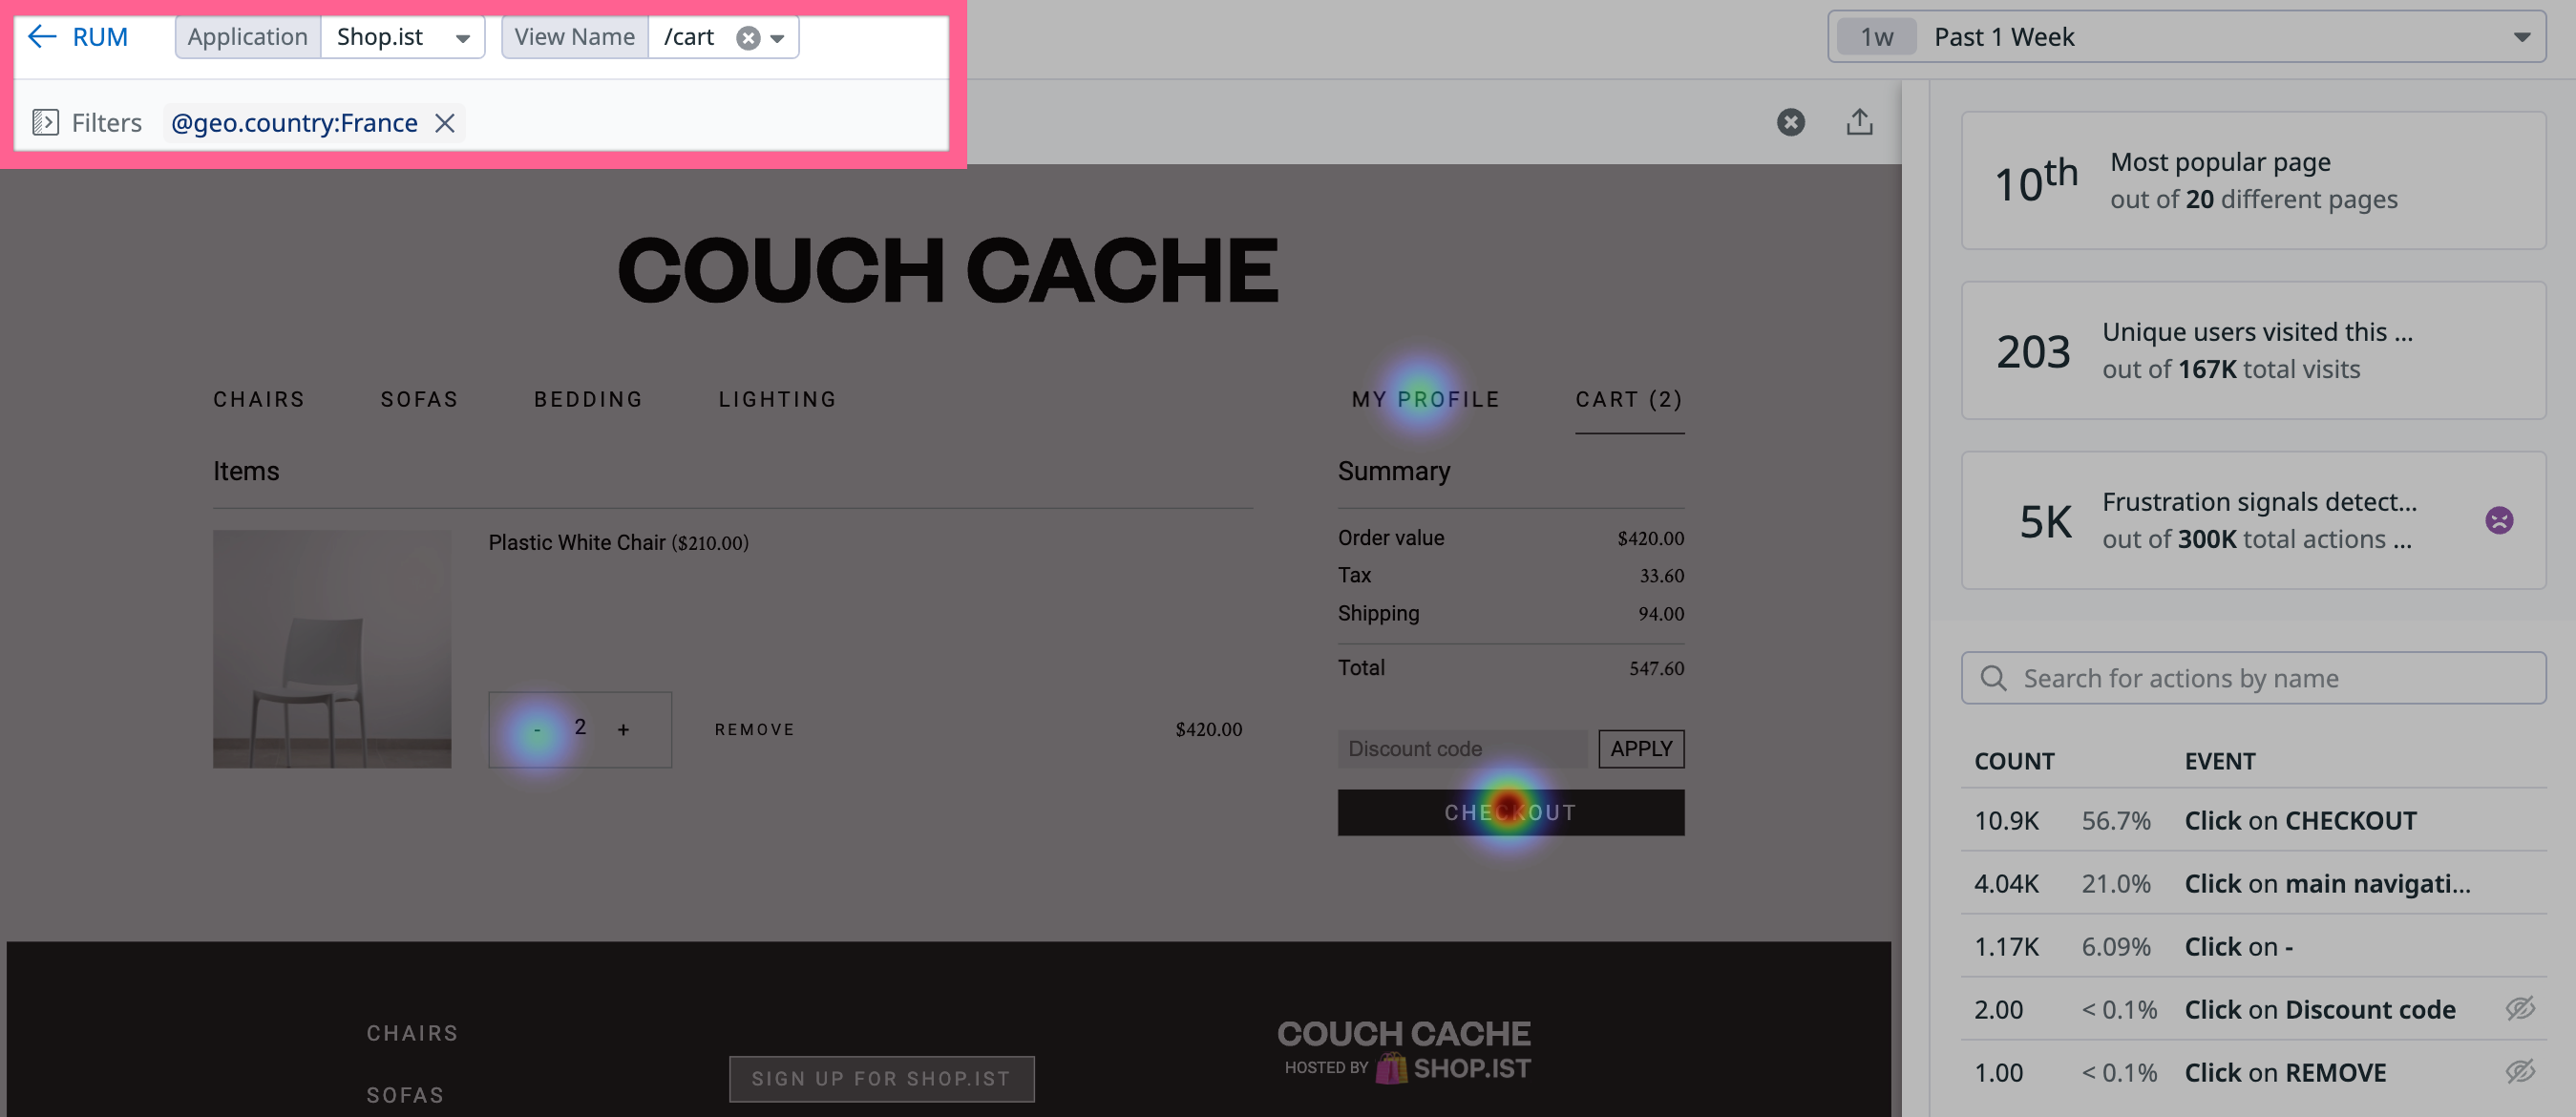 RUM Application Shop.ist View Name /cart 1w Past 1 Week
Filters @geo.country:France
COUCH CACHE
CHAIRS SOFAS BEDDING LIGHTING MY PROFILE CART (2)
Items
Plastic White Chair ($210.00)
- 2 + REMOVE $420.00
Summary
Order value $420.00
Tax 33.60
Shipping 94.00
Total 547.60
Discount code APPLY
CHECKOUT
CHAIRS
SOFAS
SIGN UP FOR SHOP.IST
COUCH CACHE
HOSTED BY SHOP.IST
10th Most popular page
out of 20 different pages
203 Unique users visited this ...
out of 167K total visits
5K Frustration signals detect...
out of 300K total actions ...
Search for actions by name
COUNT EVENT
10.9K 56.7% Click on CHECKOUT
4.04K 21.0% Click on main navigati...
1.17K 6.09% Click on -
2.00 < 0.1% Click on Discount code
1.00 < 0.1% Click on REMOVE